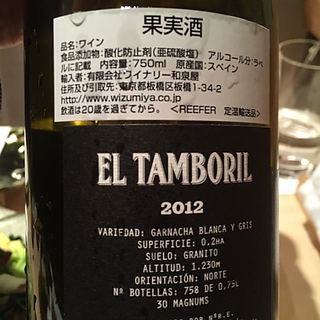 果実酒
品名：ワイン
食品添加物：酸化防止剤（亜硫酸塩） アルコール分：ラベ
ルに記載 内容量：750ml 原産国：スペイン
輸入者：有限会社ワイナリー和泉屋
住所及び引取先：東京都板橋区板橋1-34-2
http://www.wizumiya.co.jp
飲酒は20歳を過ぎてから。 <REEFER 定温輸送品>
EL TAMBORIL
2012
VARIEDAD: GARNACHA BLANCA Y GRIS
SUPERFICIE: 0,2HA
SUELO: GRANITO
ALTITUD: 1.230M
ORIENTACIÓN: NORTE
Nº BOTELLAS: 758 DE 0,75L
30 MAGNUMS
POR NºR.E.